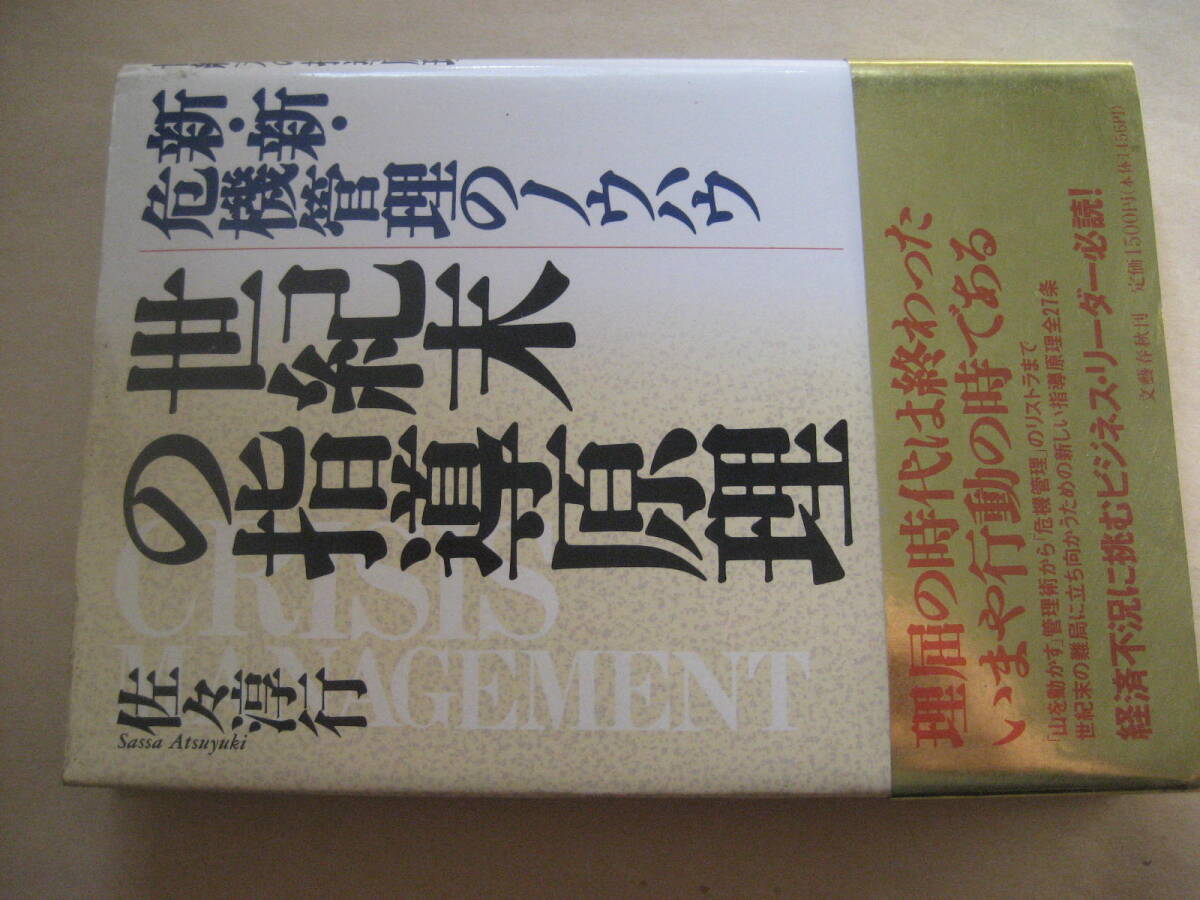 新・新・
危機管理のノウハウ
世紀末
の指導原理
CRISIS
MANAGEMENT
佐々淳行
Sassa Atsuyuki
理屈の時代は終わった
いまや行動の時である
「山を動かす」管理術から「危機管理」のリストラまで
世紀末の難局に立ち向かうための新しい指導原理全27条
経済不況に挑むビジネス・リーダー必読!
文藝春秋刊 定価1500円(本体1456円)